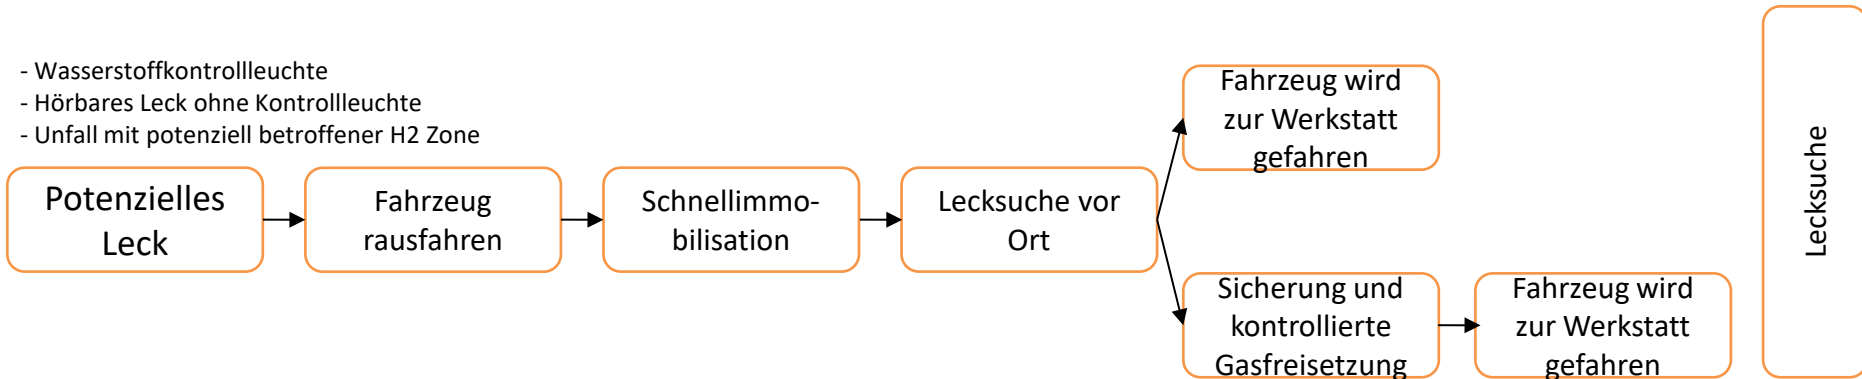 - Wasserstoffkontrollleuchte
- Hörbares Leck ohne Kontrollleuchte
- Unfall mit potenziell betroffener H2 Zone
Potenzielles
Leck
Fahrzeug
rausfahren
Schnellimmo-
bilisation
Lecksuche vor
Ort
Fahrzeug wird
zur Werkstatt
gefahren
Sicherung und
kontrollierte
Gasfreisetzung
Fahrzeug wird
zur Werkstatt
gefahren
Lecksuche